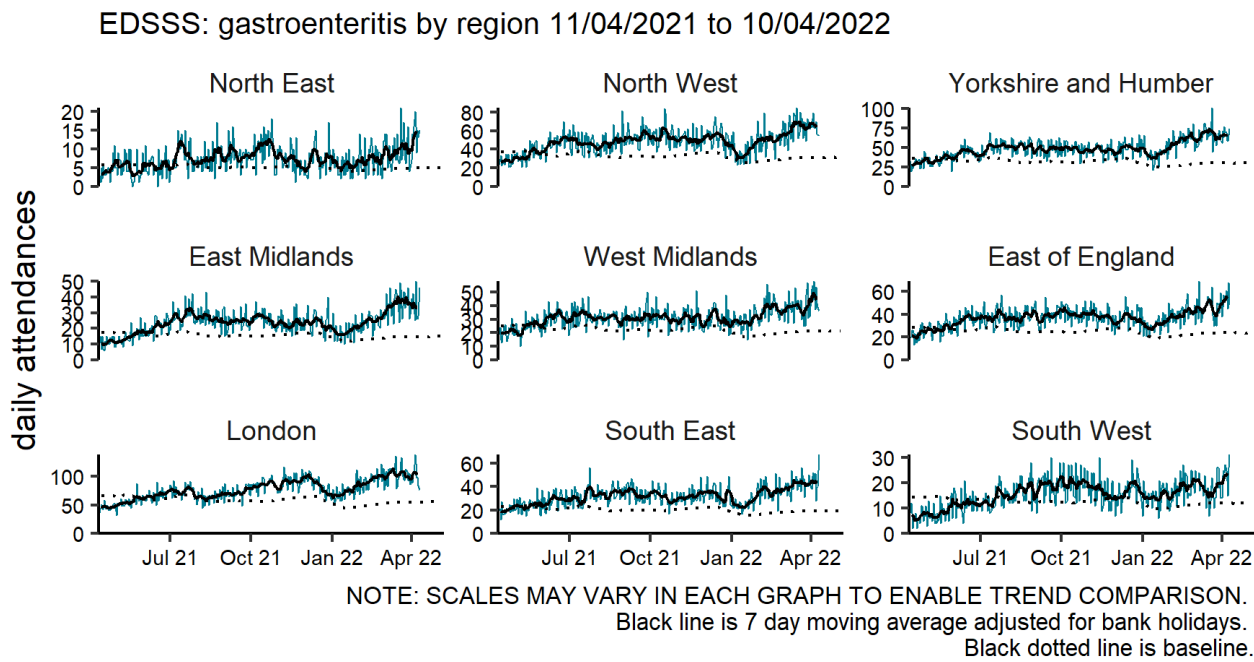 EDSSS: gastroenteritis by region 11/04/2021 to 10/04/2022
daily attendances
North East
20
15
10
5
0
North West
80
60
40
20
0
Yorkshire and Humber
100
75
50
25
0
East Midlands
50
40
30
20
10
0
West Midlands
50
40
30
20
10
0
East of England
60
40
20
0
London
100
50
0
South East
60
40
20
0
South West
30
20
10
0
Jul 21 Oct 21 Jan 22 Apr 22
Jul 21 Oct 21 Jan 22 Apr 22
Jul 21 Oct 21 Jan 22 Apr 22
NOTE: SCALES MAY VARY IN EACH GRAPH TO ENABLE TREND COMPARISON.
Black line is 7 day moving average adjusted for bank holidays.
Black dotted line is baseline.